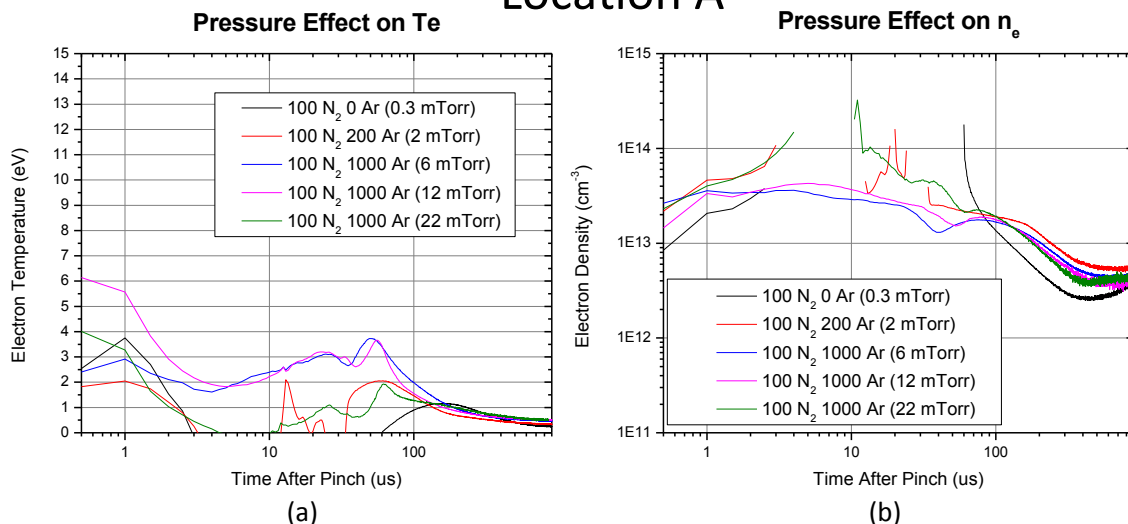 Location A
Pressure Effect on Te
Pressure Effect on nₑ
15
14
13
12
11
10
9
8
7
6
5
4
3
2
1
0
Electron Temperature (eV)
100 N₂ 0 Ar (0.3 mTorr)
100 N₂ 200 Ar (2 mTorr)
100 N₂ 1000 Ar (6 mTorr)
100 N₂ 1000 Ar (12 mTorr)
100 N₂ 1000 Ar (22 mTorr)
1 10 100
Time After Pinch (us)
(a)
1E15
1E14
1E13
1E12
1E11
Electron Density (cm⁻³)
100 N₂ 0 Ar (0.3 mTorr)
100 N₂ 200 Ar (2 mTorr)
100 N₂ 1000 Ar (6 mTorr)
100 N₂ 1000 Ar (12 mTorr)
100 N₂ 1000 Ar (22 mTorr)
1 10 100
Time After Pinch (us)
(b)